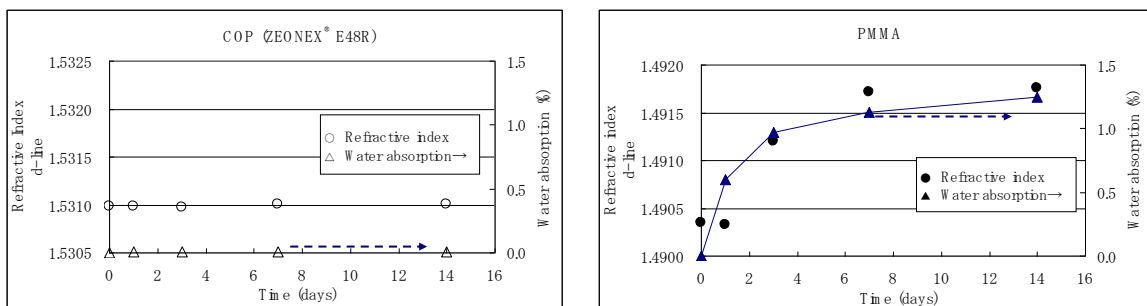 COP (ZEONEX® E48R)
1.5325
1.5320
1.5315
1.5310
1.5305
Refractive Index
d-line
1.5
1.0
0.5
0.0
Water absorption (%)
Refractive index
Water absorption→
0 2 4 6 8 10 12 14 16
Time (days)
PMMA
1.4920
1.4915
1.4910
1.4905
1.4900
Refractive index
d-line
1.5
1.0
0.5
0.0
Water absorption (%)
Refractive index
Water absorption→
0 2 4 6 8 10 12 14 16
Time (days)